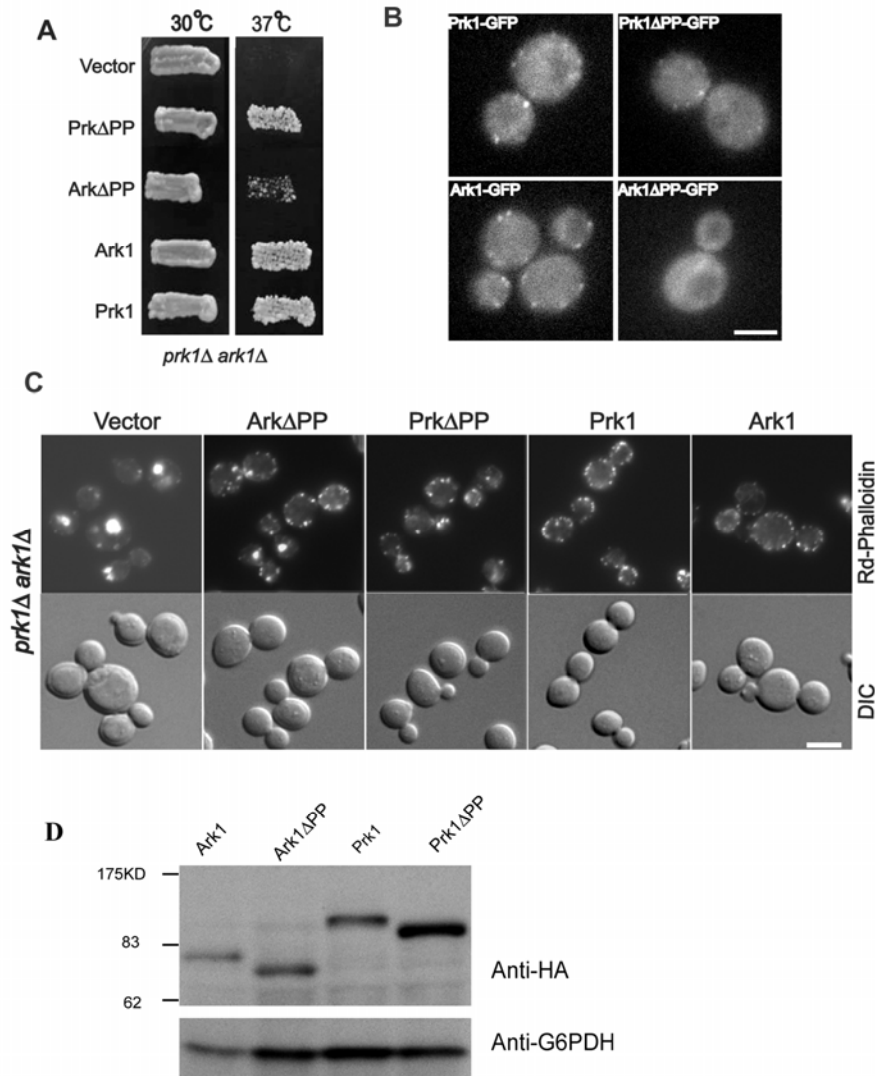 A
30°C 37°C
Vector
PrkΔPP
ArkΔPP
Ark1
Prk1
prk1Δ ark1Δ
B
Prk1-GFP Prk1ΔPP-GFP
Ark1-GFP Ark1ΔPP-GFP
C
Vector ArkΔPP PrkΔPP Prk1 Ark1
prk1Δ ark1Δ
Rd-Phalloidin
DIC
D
Ark1 Ark1ΔPP Prk1 Prk1ΔPP
175KD
83
62
Anti-HA
Anti-G6PDH